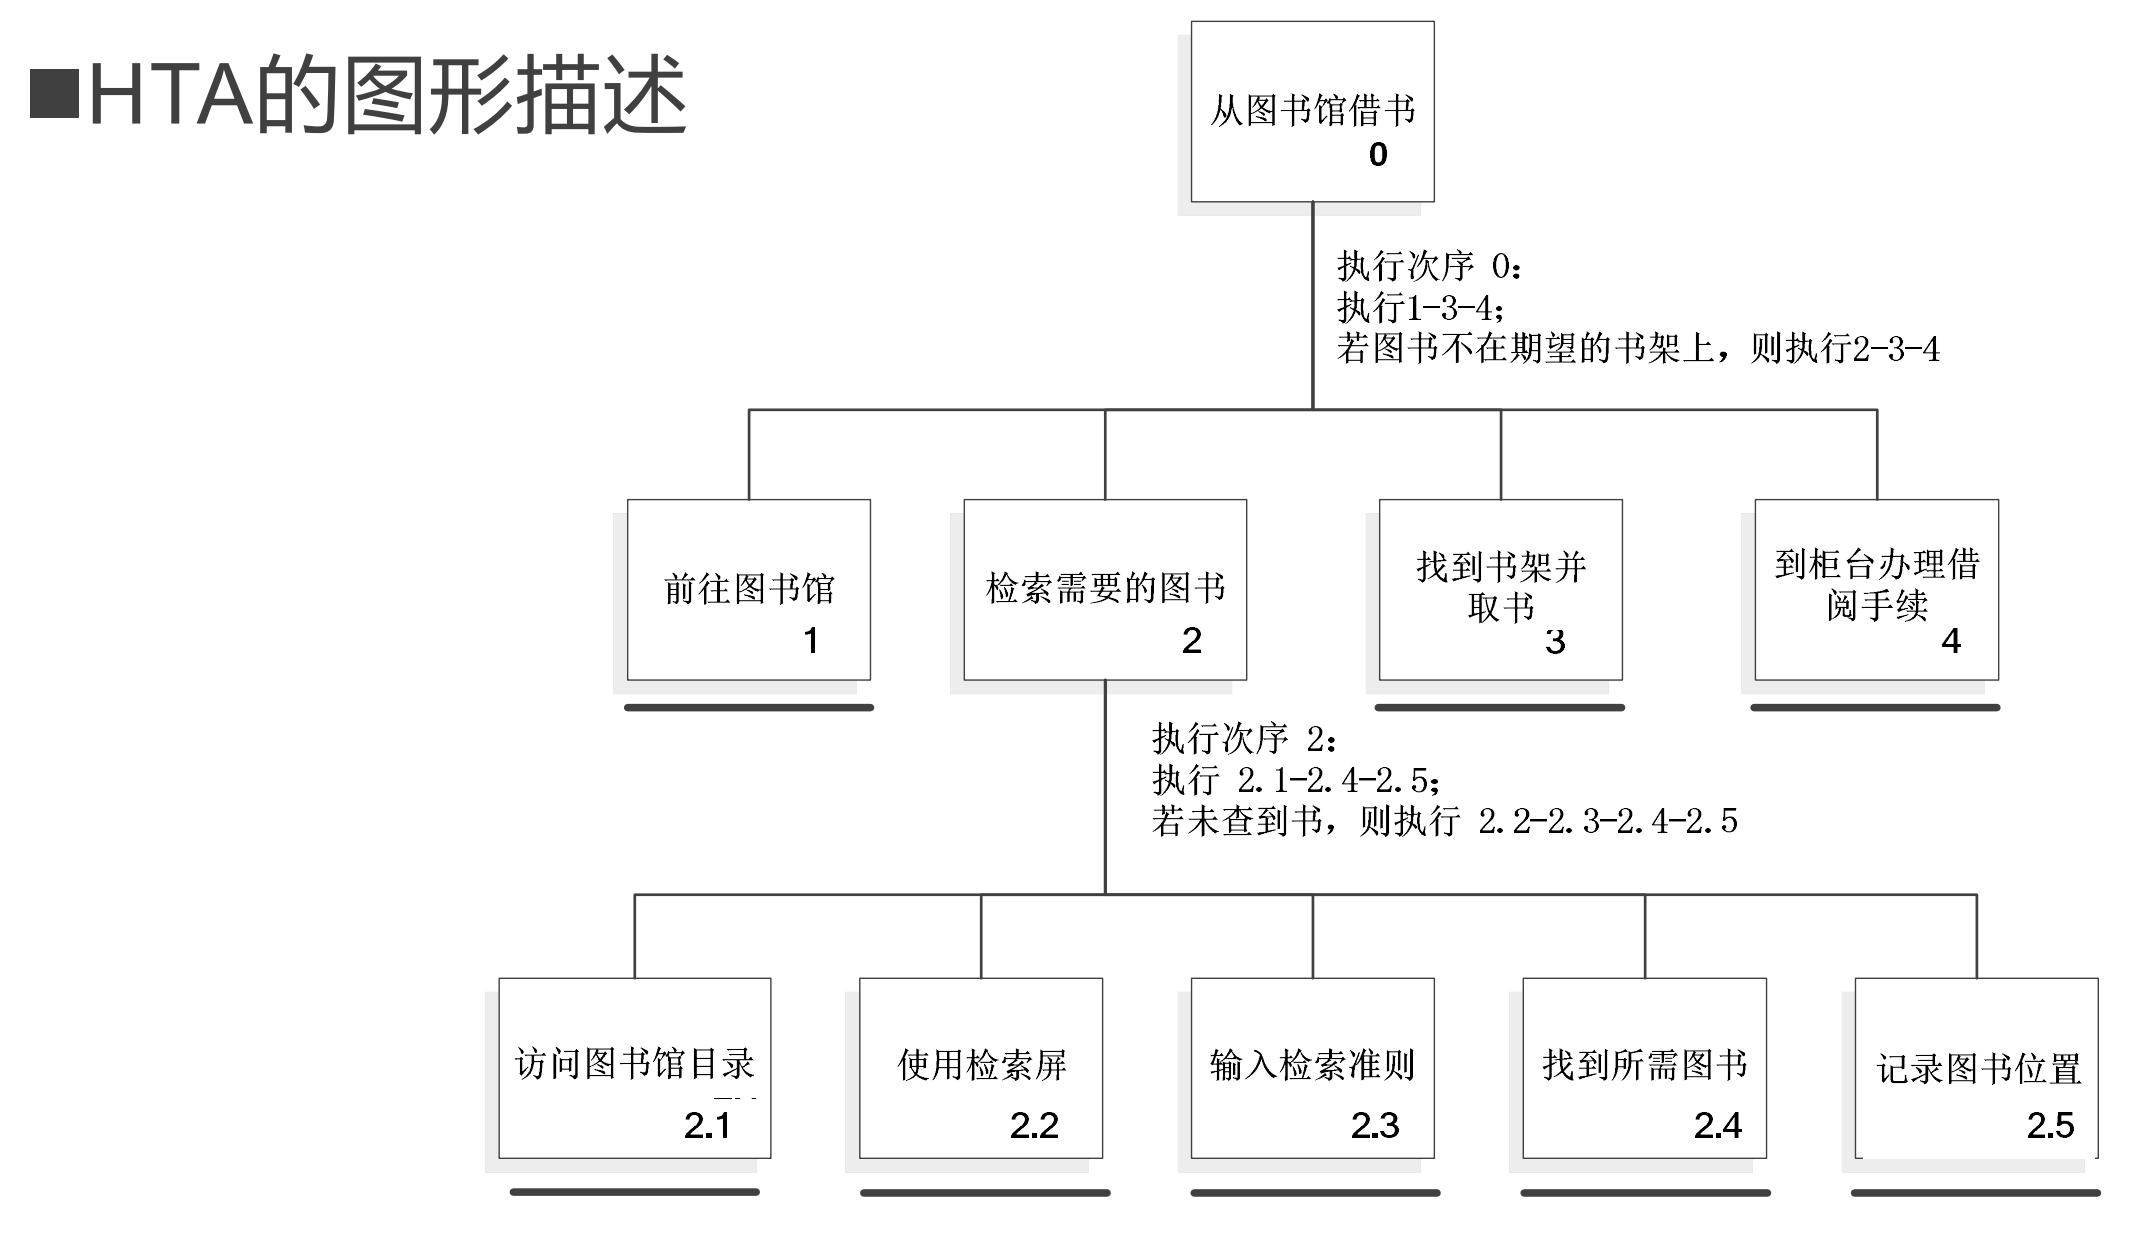 ■HTA的图形描述
从图书馆借书
0
执行次序 0：
执行1-3-4；
若图书不在期望的书架上，则执行2-3-4
前往图书馆
1
检索需要的图书
2
找到书架并
取书
3
到柜台办理借
阅手续
4
执行次序 2：
执行 2.1-2.4-2.5；
若未查到书，则执行 2.2-2.3-2.4-2.5
访问图书馆目录
2.1
使用检索屏
2.2
输入检索准则
2.3
找到所需图书
2.4
记录图书位置
2.5